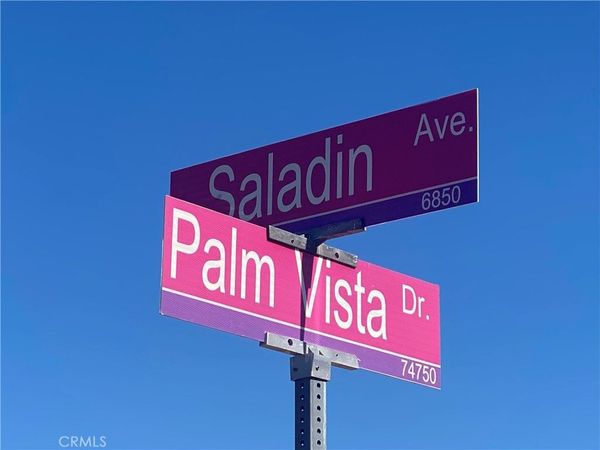 Saladin Ave.
6850
Palm Vista Dr.
74750
CRMLS